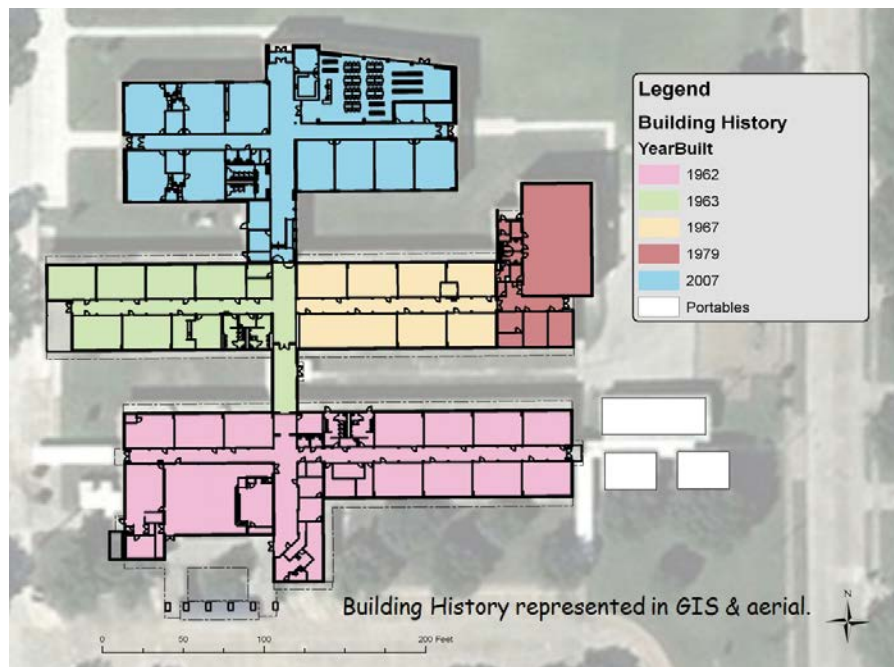 Legend
Building History
YearBuilt
1962
1963
1967
1979
2007
Portables
Building History represented in GIS & aerial.
N
0 50 100 200 Feet